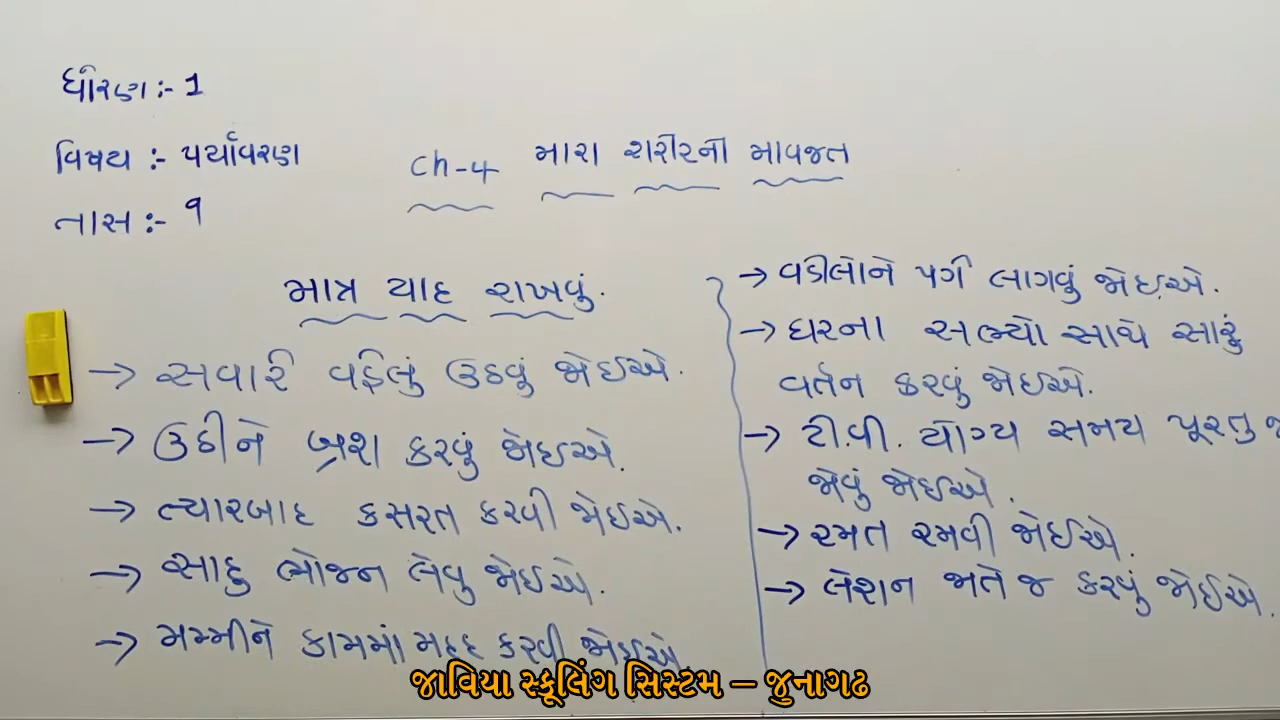 ધોરણ :- 1
વિષય :- પર્યાવરણ
તાસ :- ૧
Ch-4 મારા શરીરની માવજત
માત્ર યાદ રાખવું.
→ સવારે વહેલું ઉઠવું જોઈએ.
→ ઉઠીને બ્રશ કરવું જોઈએ.
→ ત્યારબાદ કસરત કરવી જોઈએ.
→ સાદુ ભોજન લેવુ જોઈએ.
→ મમ્મીને કામમાં મદદ કરવી જોઈએ
→ વડીલોને પગે લાગવું જોઈએ.
→ ઘરના સભ્યો સાથે સારું
વર્તન કરવું જોઈએ.
→ ટી.વી. યોગ્ય સમય પૂરતુ જ
જોવું જોઈએ.
→ રમત રમવી જોઈએ.
→ લેશન જાતે જ કરવું જોઈએ.
જાવિયા સ્કૂલિંગ સિસ્ટમ – જુનાગઢ